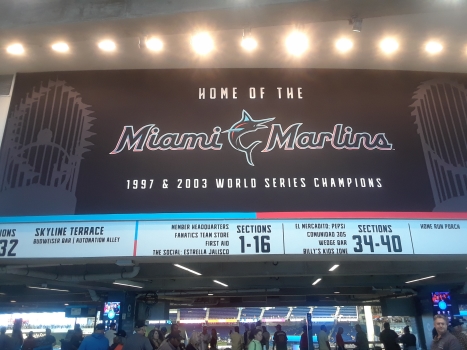 HOME OF THE
Miami Marlins
1997 & 2003 WORLD SERIES CHAMPIONS
32
SKYLINE TERRACE
BUDWEISER BAR | AUTONATION ALLEY
MEMBER HEADQUARTERS
FANATICS TEAM STORE
FIRST AID
THE SOCIAL: ESTRELLA JALISCO
SECTIONS
1-16
EL MERCADITO; PEPSI
COMUNIDAD 305
WEDGE BAR
BILLY'S KIDS ZONE
SECTIONS
34-40
HOME RUN PORCH